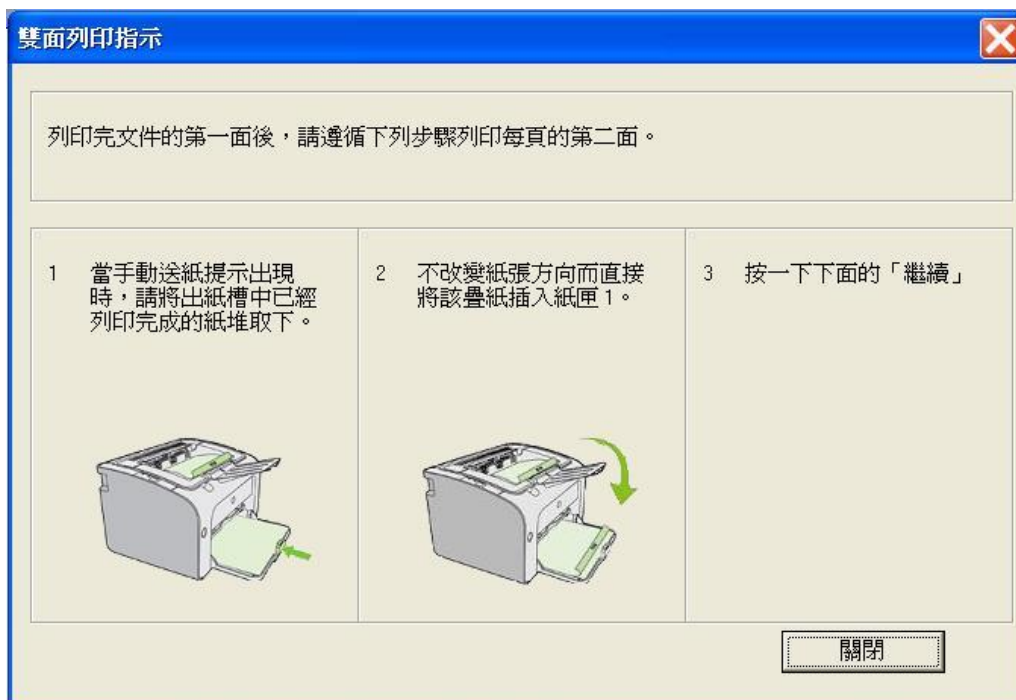 雙面列印指示
列印完文件的第一面後，請遵循下列步驟列印每頁的第二面。
1 當手動送紙提示出現
時，請將出紙槽中已經
列印完成的紙堆取下。
2 不改變紙張方向而直接
將該疊紙插入紙匣1。
3 按一下下面的「繼續」
關閉